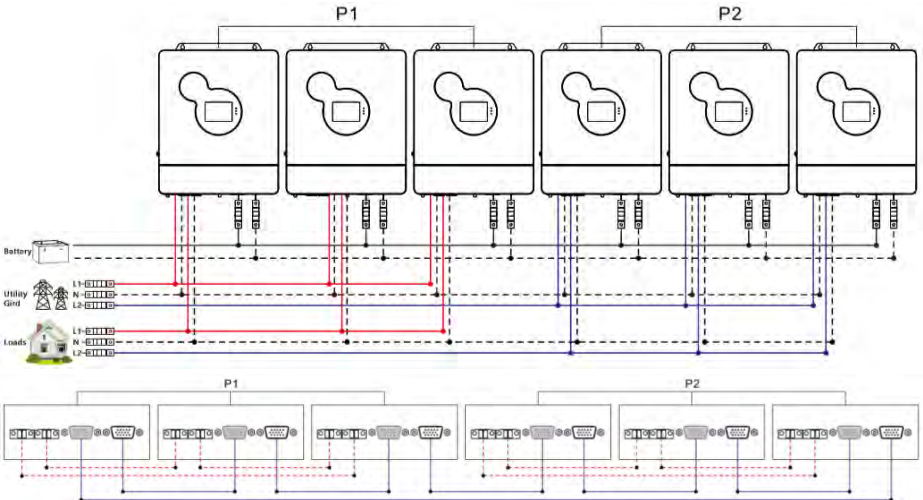 P1 P2
Battery
Utility
Gird
L1
N
L2
Loads
L1
N
L2
P1 P2